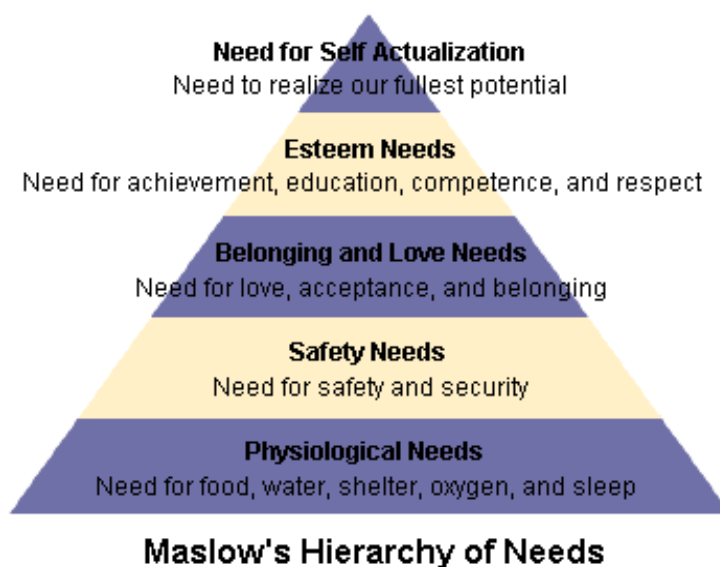 Need for Self Actualization
Need to realize our fullest potential
Esteem Needs
Need for achievement, education, competence, and respect
Belonging and Love Needs
Need for love, acceptance, and belonging
Safety Needs
Need for safety and security
Physiological Needs
Need for food, water, shelter, oxygen, and sleep
Maslow's Hierarchy of Needs